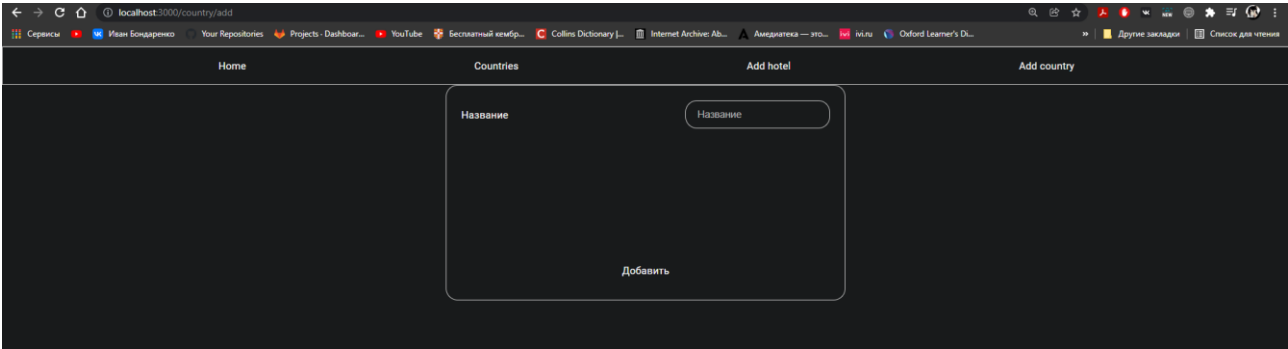 localhost:3000/country/add
Сервисы Иван Бондаренко Your Repositories Projects · Dashboar... YouTube Бесплатный кембр... Collins Dictionary |... Internet Archive: Ab... Амедиатека — это... ivi ivi.ru Oxford Learner's Di... » Другие закладки Список для чтения
Home Countries Add hotel Add country
Название Название
Добавить